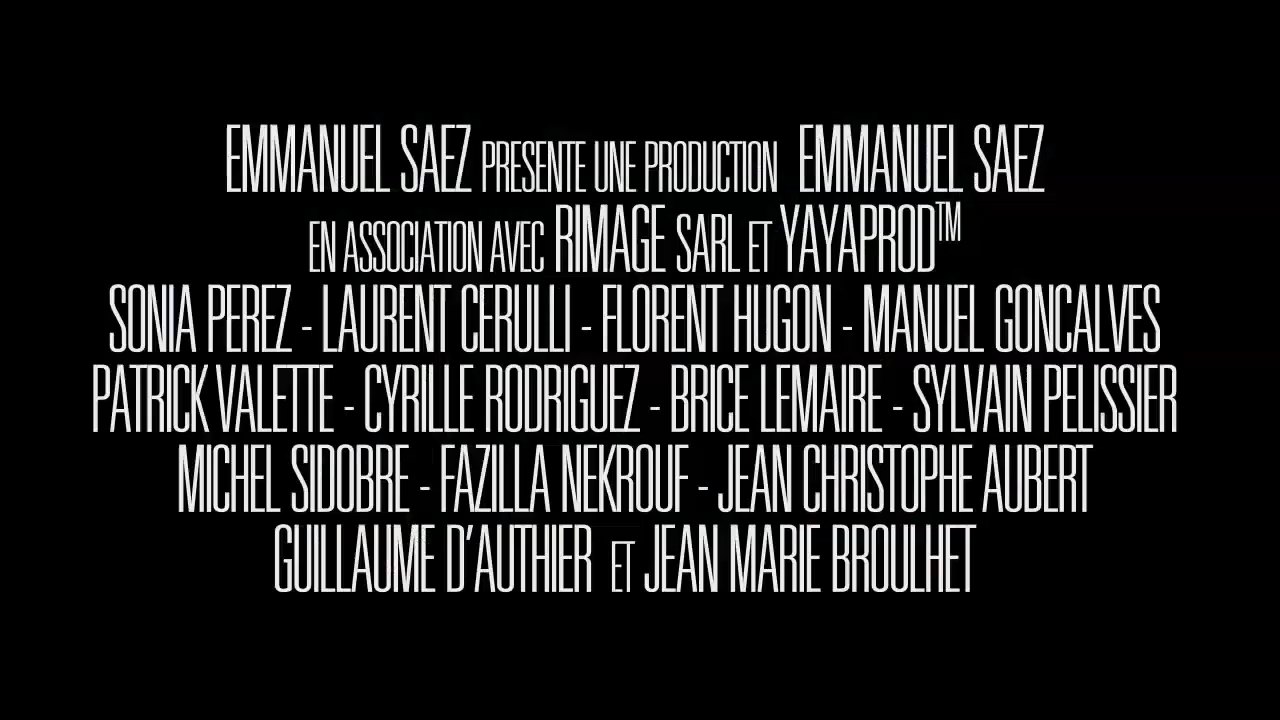 EMMANUEL SAEZ PRESENTE UNE PRODUCTION EMMANUEL SAEZ
EN ASSOCIATION AVEC RIMAGE SARL ET YAYAPROD™
SONIA PEREZ - LAURENT CERULLI - FLORENT HUGON - MANUEL GONCALVES
PATRICK VALETTE - CYRILLE RODRIGUEZ - BRICE LEMAIRE - SYLVAIN PELISSIER
MICHEL SIDOBRE - FAZILLA NEKROUF - JEAN CHRISTOPHE AUBERT
GUILLAUME D'AUTHIER ET JEAN MARIE BROULHET